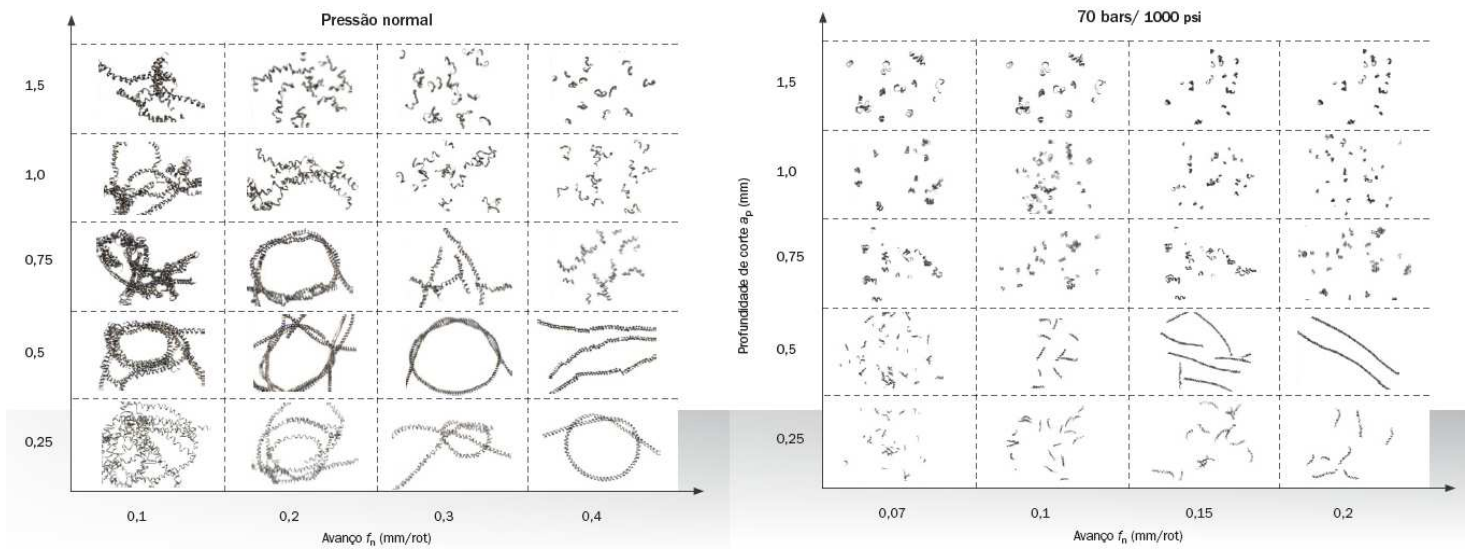 Pressão normal
1,5
1,0
0,75
0,5
0,25
0,1 0,2 0,3 0,4
Avanço fn (mm/rot)
70 bars/ 1000 psi
Profundidade de corte ap (mm)
1,5
1,0
0,75
0,5
0,25
0,07 0,1 0,15 0,2
Avanço fn (mm/rot)